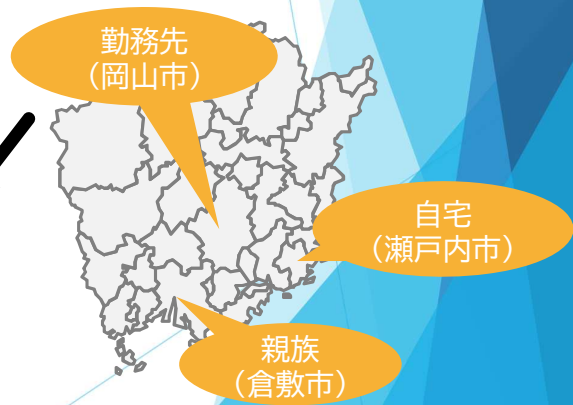 勤務先
（岡山市）
自宅
（瀬戸内市）
親族
（倉敷市）